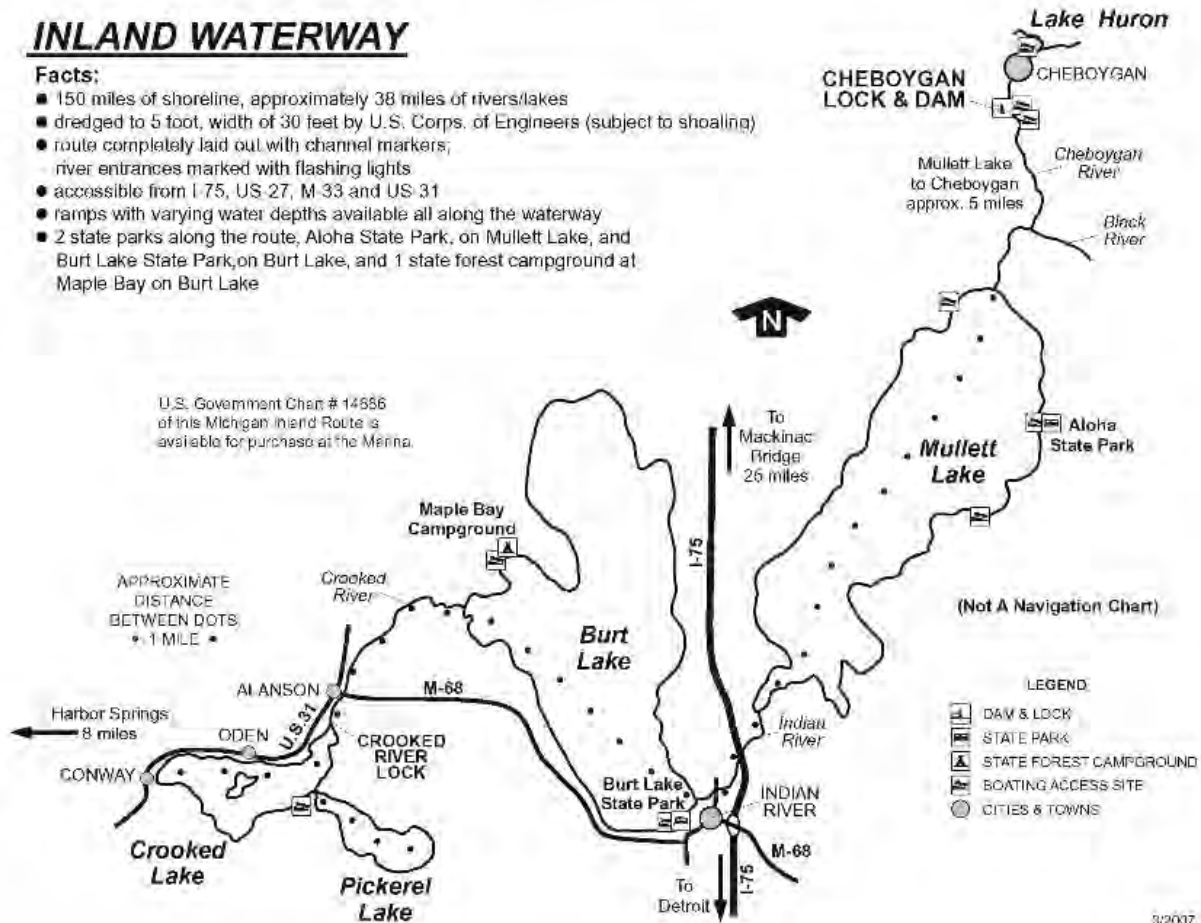 INLAND WATERWAY
Facts:
150 miles of shoreline, approximately 38 miles of rivers/lakes
dredged to 5 foot, width of 30 feet by U.S. Corps. of Engineers (subject to shoaling)
route completely laid out with channel markers;
river entrances marked with flashing lights
accessible from I-75, US 27, M-33 and US 31
ramps with varying water depths available all along the waterway
2 state parks along the route, Aloha State Park, on Mullett Lake, and
Burt Lake State Park, on Burt Lake, and 1 state forest campground at
Maple Bay on Burt Lake
Lake Huron
CHEBOYGAN
CHEBOYGAN
LOCK & DAM
Mullett Lake
to Cheboygan
approx. 5 miles
Cheboygan
River
Black
River
N
U.S. Government Chart # 14886
of this Michigan Inland Route is
available for purchase at the Marina.
To
Mackinac
Bridge
26 miles
Mullett
Lake
Aloha
State Park
Maple Bay
Campground
I-75
APPROXIMATE
DISTANCE
BETWEEN DOTS
1 MILE
Crooked
River
Burt
Lake
(Not A Navigation Chart)
ALANSON
M-68
Harbor Springs
8 miles
ODEN
U.S.31
CROOKED
RIVER
LOCK
Indian
River
CONWAY
Burt Lake
State Park
INDIAN
RIVER
LEGEND
DAM & LOCK
STATE PARK
STATE FOREST CAMPGROUND
BOATING ACCESS SITE
CITIES & TOWNS
Crooked
Lake
Pickerel
Lake
To
Detroit
I-75
M-68
3/2007